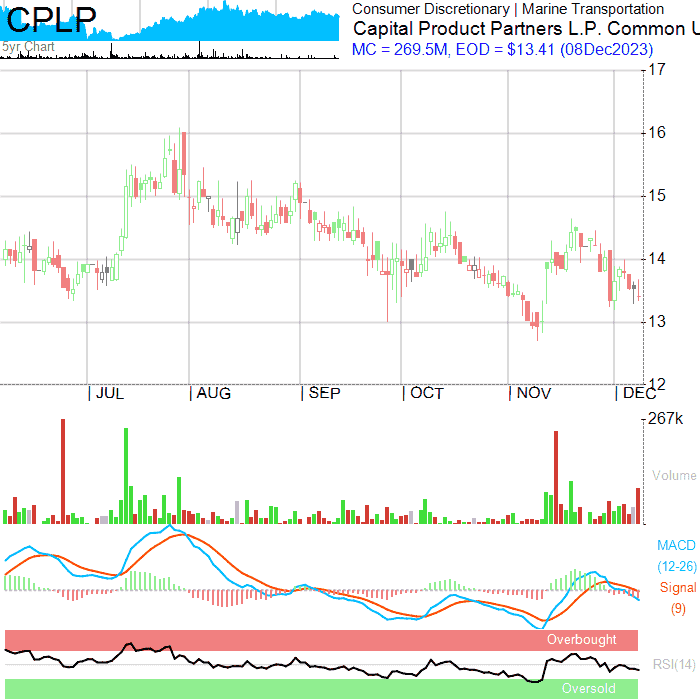 CPLP
5yr Chart
Consumer Discretionary | Marine Transportation
Capital Product Partners L.P. Common U
MC = 269.5M, EOD = $13.41 (08Dec2023)
17
16
15
14
13
12
JUL AUG SEP OCT NOV DEC
267k
Volume
MACD
(12-26)
Signal
(9)
Overbought
RSI(14)
Oversold